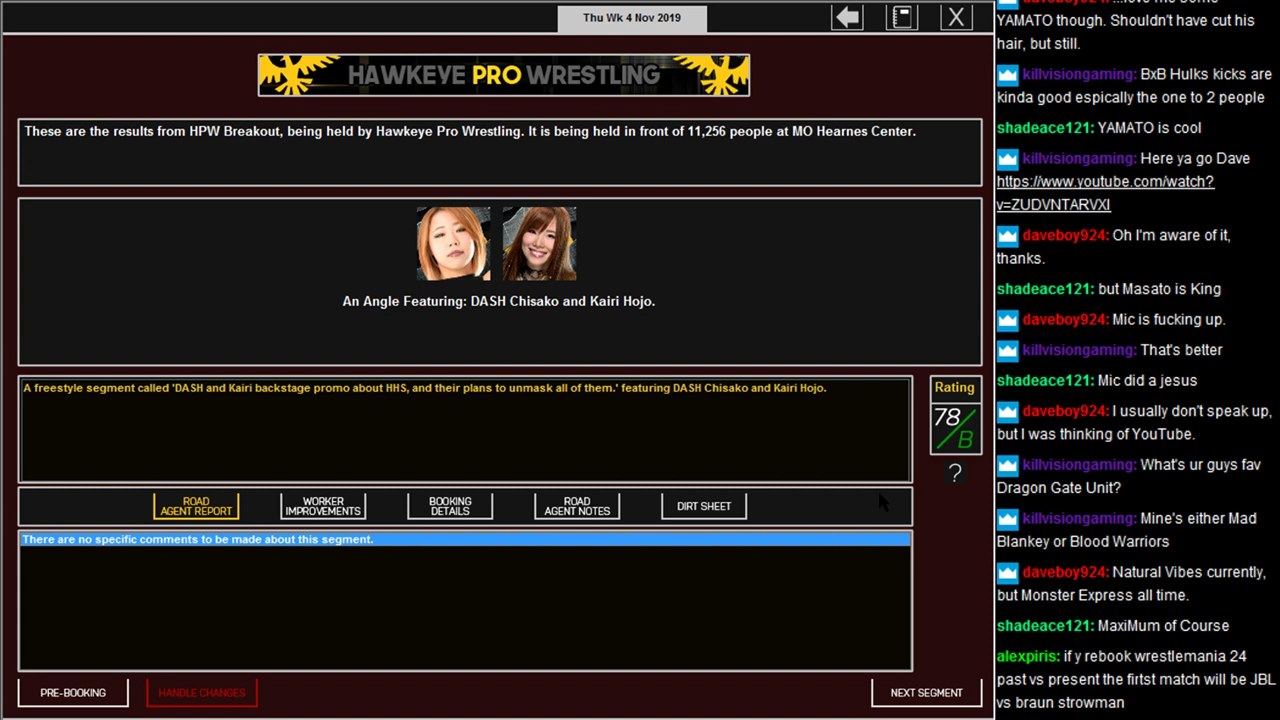 Thu Wk 4 Nov 2019
HAWKEYE PRO WRESTLING
These are the results from HPW Breakout, being held by Hawkeye Pro Wrestling. It is being held in front of 11,256 people at MO Hearnes Center.
An Angle Featuring: DASH Chisako and Kairi Hojo.
A freestyle segment called 'DASH and Kairi backstage promo about HHS, and their plans to unmask all of them.' featuring DASH Chisako and Kairi Hojo.
Rating
78/B
?
ROAD
AGENT REPORT
WORKER
IMPROVEMENTS
BOOKING
DETAILS
ROAD
AGENT NOTES
DIRT SHEET
There are no specific comments to be made about this segment.
PRE-BOOKING
HANDLE CHANGES
NEXT SEGMENT
YAMATO though. Shouldn't have cut his
hair, but still.
killvisiongaming: BxB Hulks kicks are
kinda good espically the one to 2 people
shadeace121: YAMATO is cool
killvisiongaming: Here ya go Dave
https://www.youtube.com/watch?
v=ZUDVNTARVXI
daveboy924: Oh I'm aware of it,
thanks.
shadeace121: but Masato is King
daveboy924: Mic is fucking up.
killvisiongaming: That's better
shadeace121: Mic did a jesus
daveboy924: I usually don't speak up,
but I was thinking of YouTube.
killvisiongaming: What's ur guys fav
Dragon Gate Unit?
killvisiongaming: Mine's either Mad
Blankey or Blood Warriors
daveboy924: Natural Vibes currently,
but Monster Express all time.
shadeace121: MaxiMum of Course
alexpiris: if y rebook wrestlemania 24
past vs present the firtst match will be JBL
vs braun strowman